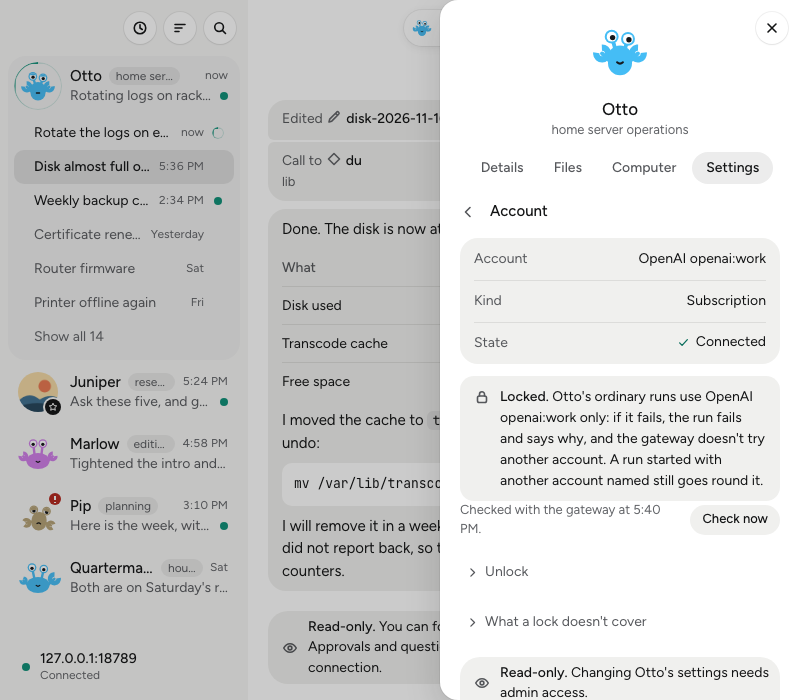 Otto home ser... now
Rotating logs on rack...
Rotate the logs on e... now
Disk almost full o... 5:36 PM
Weekly backup c... 2:34 PM
Certificate rene... Yesterday
Router firmware Sat
Printer offline again Fri
Show all 14
Juniper rese... 5:24 PM
Ask these five, and g...
Marlow editi... 4:58 PM
Tightened the intro and...
Pip planning 3:10 PM
Here is the week, wit...
Quarterma... hou... Sat
Both are on Saturday's r...
127.0.0.1:18789
Connected
Edited disk-2026-11-1
Call to du
lib
Done. The disk is now at
What
Disk used
Transcode cache
Free space
I moved the cache to
undo:
mv /var/lib/transco
I will remove it in a week
did not report back, so t
counters.
Read-only. You can fo
Approvals and questi
connection.
Otto
home server operations
Details Files Computer Settings
Account
Account OpenAI openai:work
Kind Subscription
State Connected
Locked. Otto's ordinary runs use OpenAI
openai:work only: if it fails, the run fails
and says why, and the gateway doesn't try
another account. A run started with
another account named still goes round it.
Checked with the gateway at 5:40
PM.
Check now
Unlock
What a lock doesn't cover
Read-only. Changing Otto's settings needs
admin access.